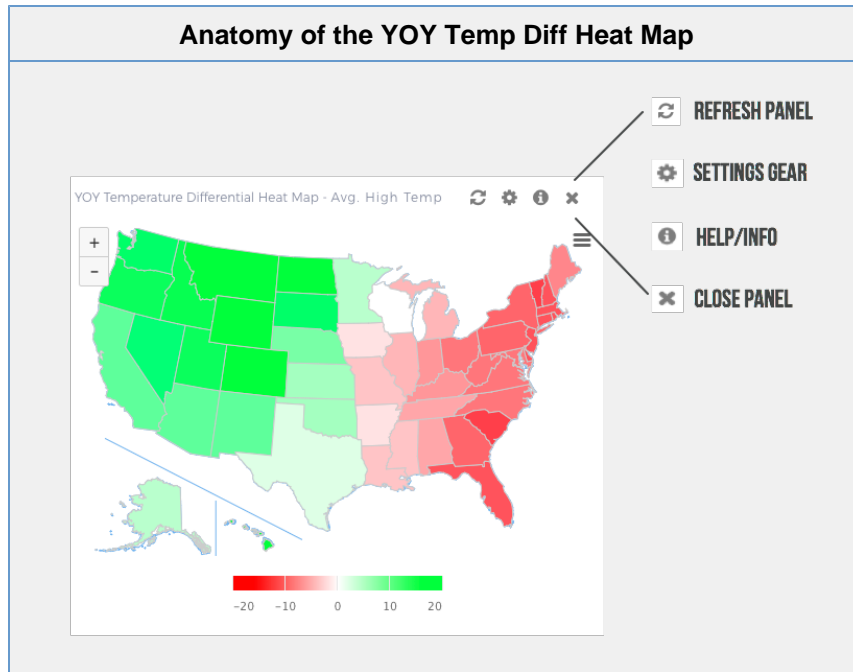 Anatomy of the YOY Temp Diff Heat Map
REFRESH PANEL
SETTINGS GEAR
HELP/INFO
CLOSE PANEL
YOY Temperature Differential Heat Map - Avg. High Temp
+
−
−20 −10 0 10 20